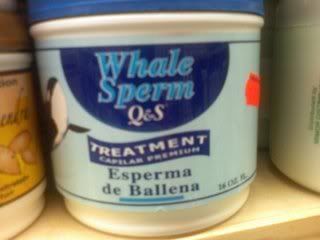 Whale
Sperm
Q&S
TREATMENT
CAPILAR PREMIUM
Esperma
de Ballena
16 OZ.